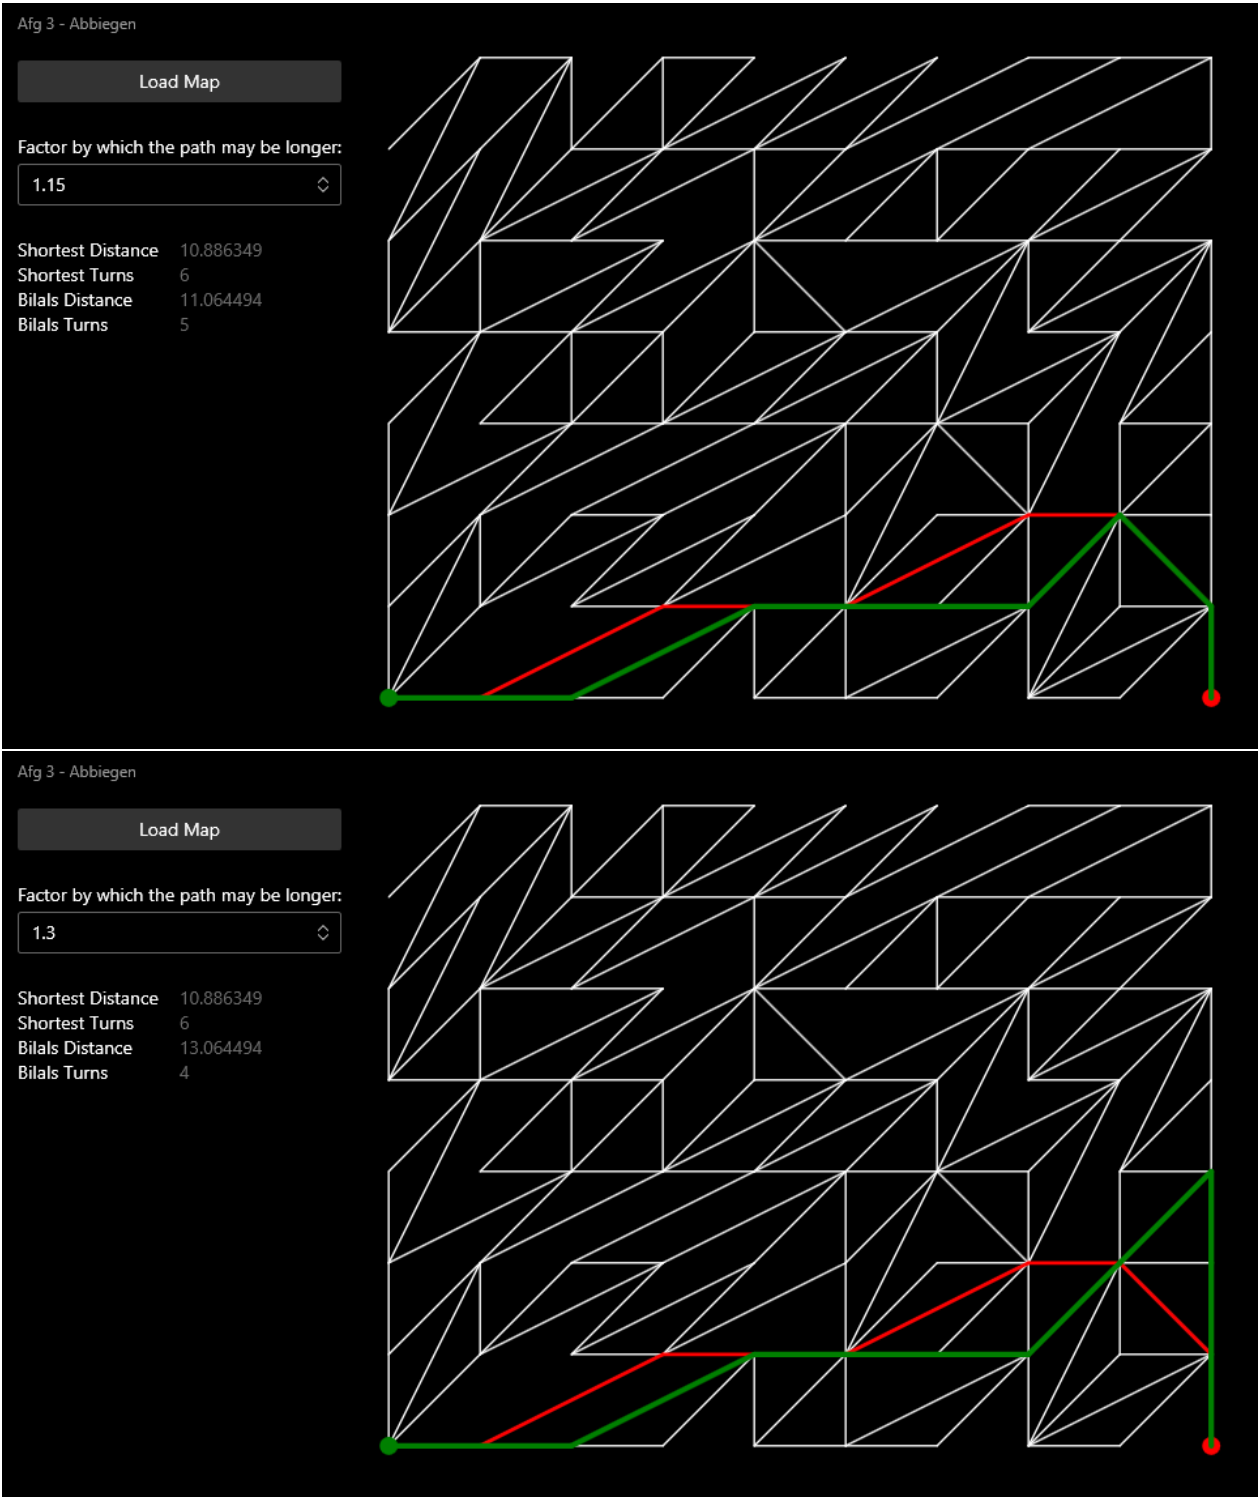 Afg 3 - Abbiegen
Load Map
Factor by which the path may be longer:
1.15
Shortest Distance 10.886349
Shortest Turns 6
Bilals Distance 11.064494
Bilals Turns 5
Afg 3 - Abbiegen
Load Map
Factor by which the path may be longer:
1.3
Shortest Distance 10.886349
Shortest Turns 6
Bilals Distance 13.064494
Bilals Turns 4